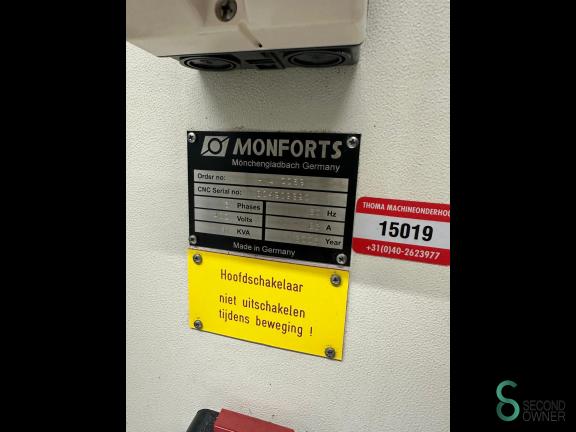 MONFORTS
Mönchengladbach Germany
Order no:
CNC Serial no:
Phases Hz
Volts A
KVA Year
Made in Germany
THOMA MACHINEONDERHOU
15019
+31(0)40-2623977
Hoofdschakelaar
niet uitschakelen
tijdens beweging !
SECOND
OWNER